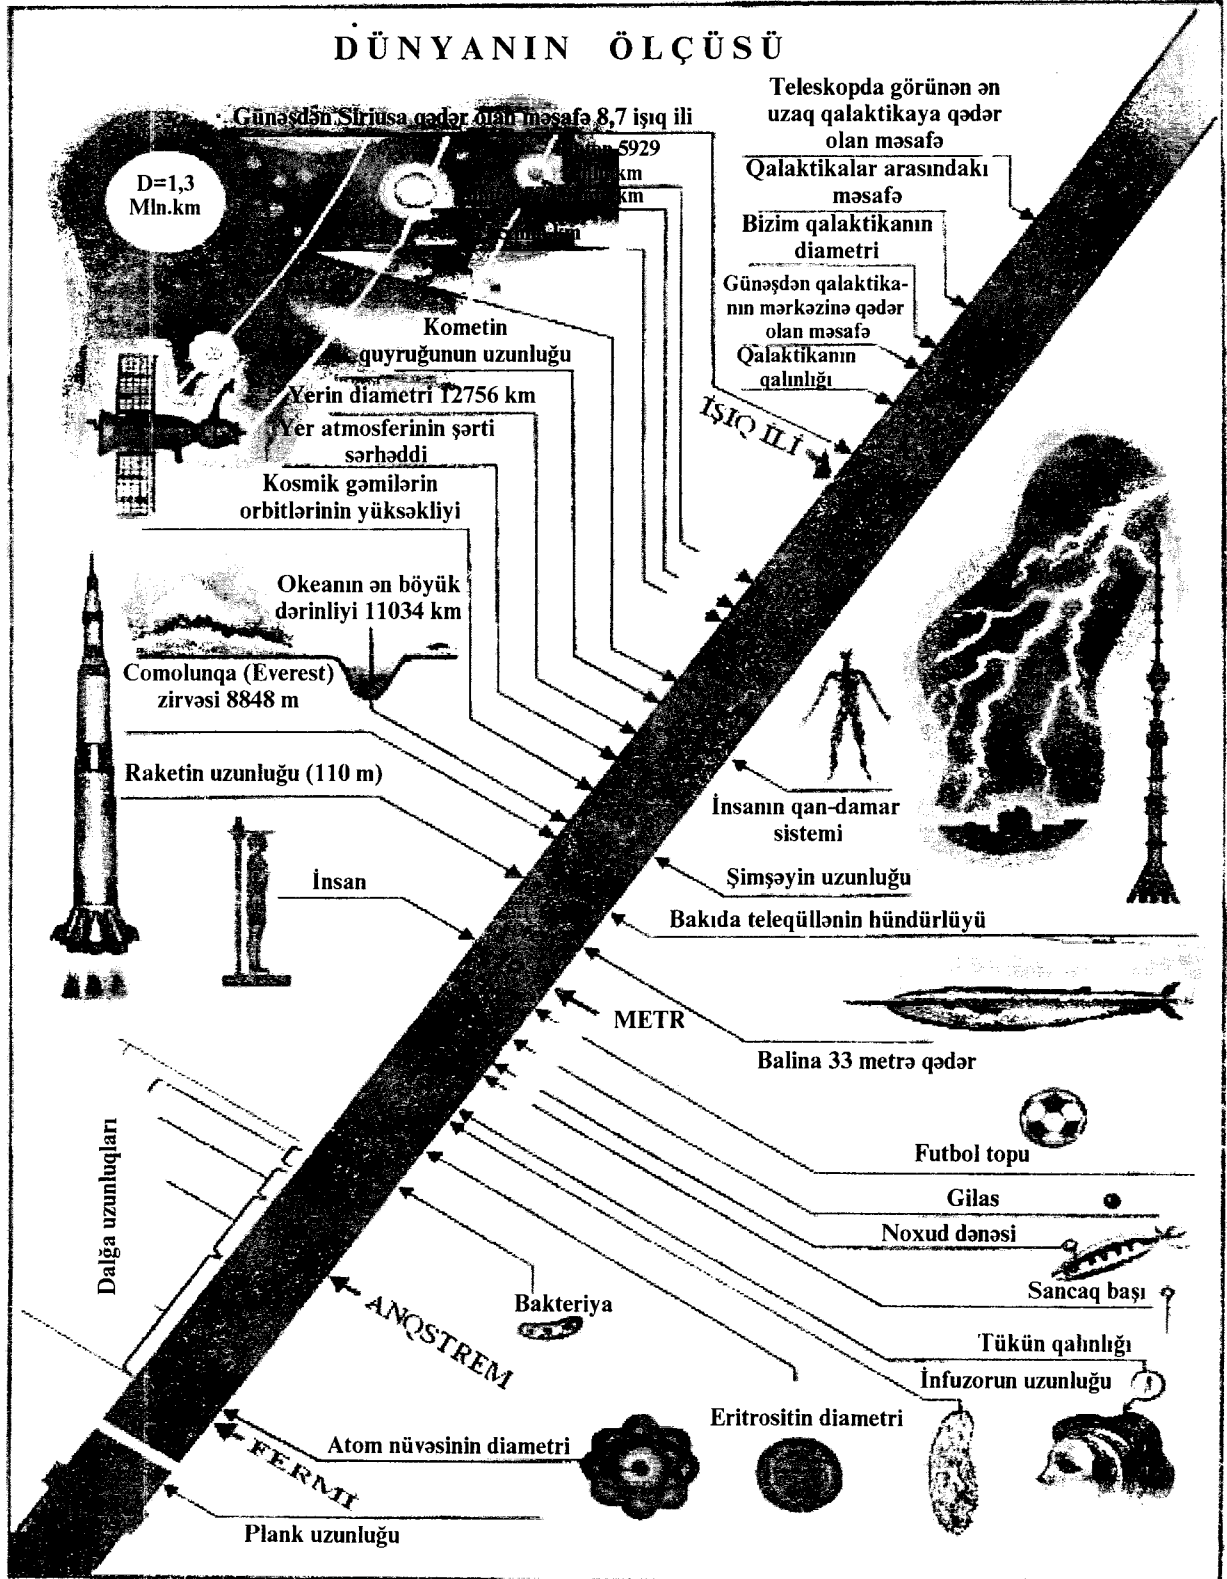 DÜNYANIN ÖLÇÜSÜ
Günəşdən Siriusa qədər olan məsafə 8,7 işıq ili
5929
km
km
km
D=1,3
Mln.km
Teleskopda görünən ən
uzaq qalaktikaya qədər
olan məsafə
Qalaktikalar arasındakı
məsafə
Bizim qalaktikanın
diametri
Günəşdən qalaktika-
nın mərkəzinə qədər
olan məsafə
Qalaktikanın
qalınlığı
İŞIQ İLİ
Kometin
quyruğunun uzunluğu
Yerin diametri 12756 km
Yer atmosferinin şərti
sərhəddi
Kosmik gəmilərin
orbitlərinin yüksəkliyi
Okeanın ən böyük
dərinliyi 11034 km
Comolunqa (Everest)
zirvəsi 8848 m
Raketin uzunluğu (110 m)
İnsan
İnsanın qan-damar
sistemi
Şimşəyin uzunluğu
Bakıda teleqüllənin hündürlüyü
METR
Balina 33 metrə qədər
Futbol topu
Gilas
Noxud dənəsi
Sancaq başı
Tükün qalınlığı
İnfuzorun uzunluğu
Eritrositin diametri
Bakteriya
ANQSTREM
Dalğa uzunluqları
Atom nüvəsinin diametri
FERMİ
Plank uzunluğu